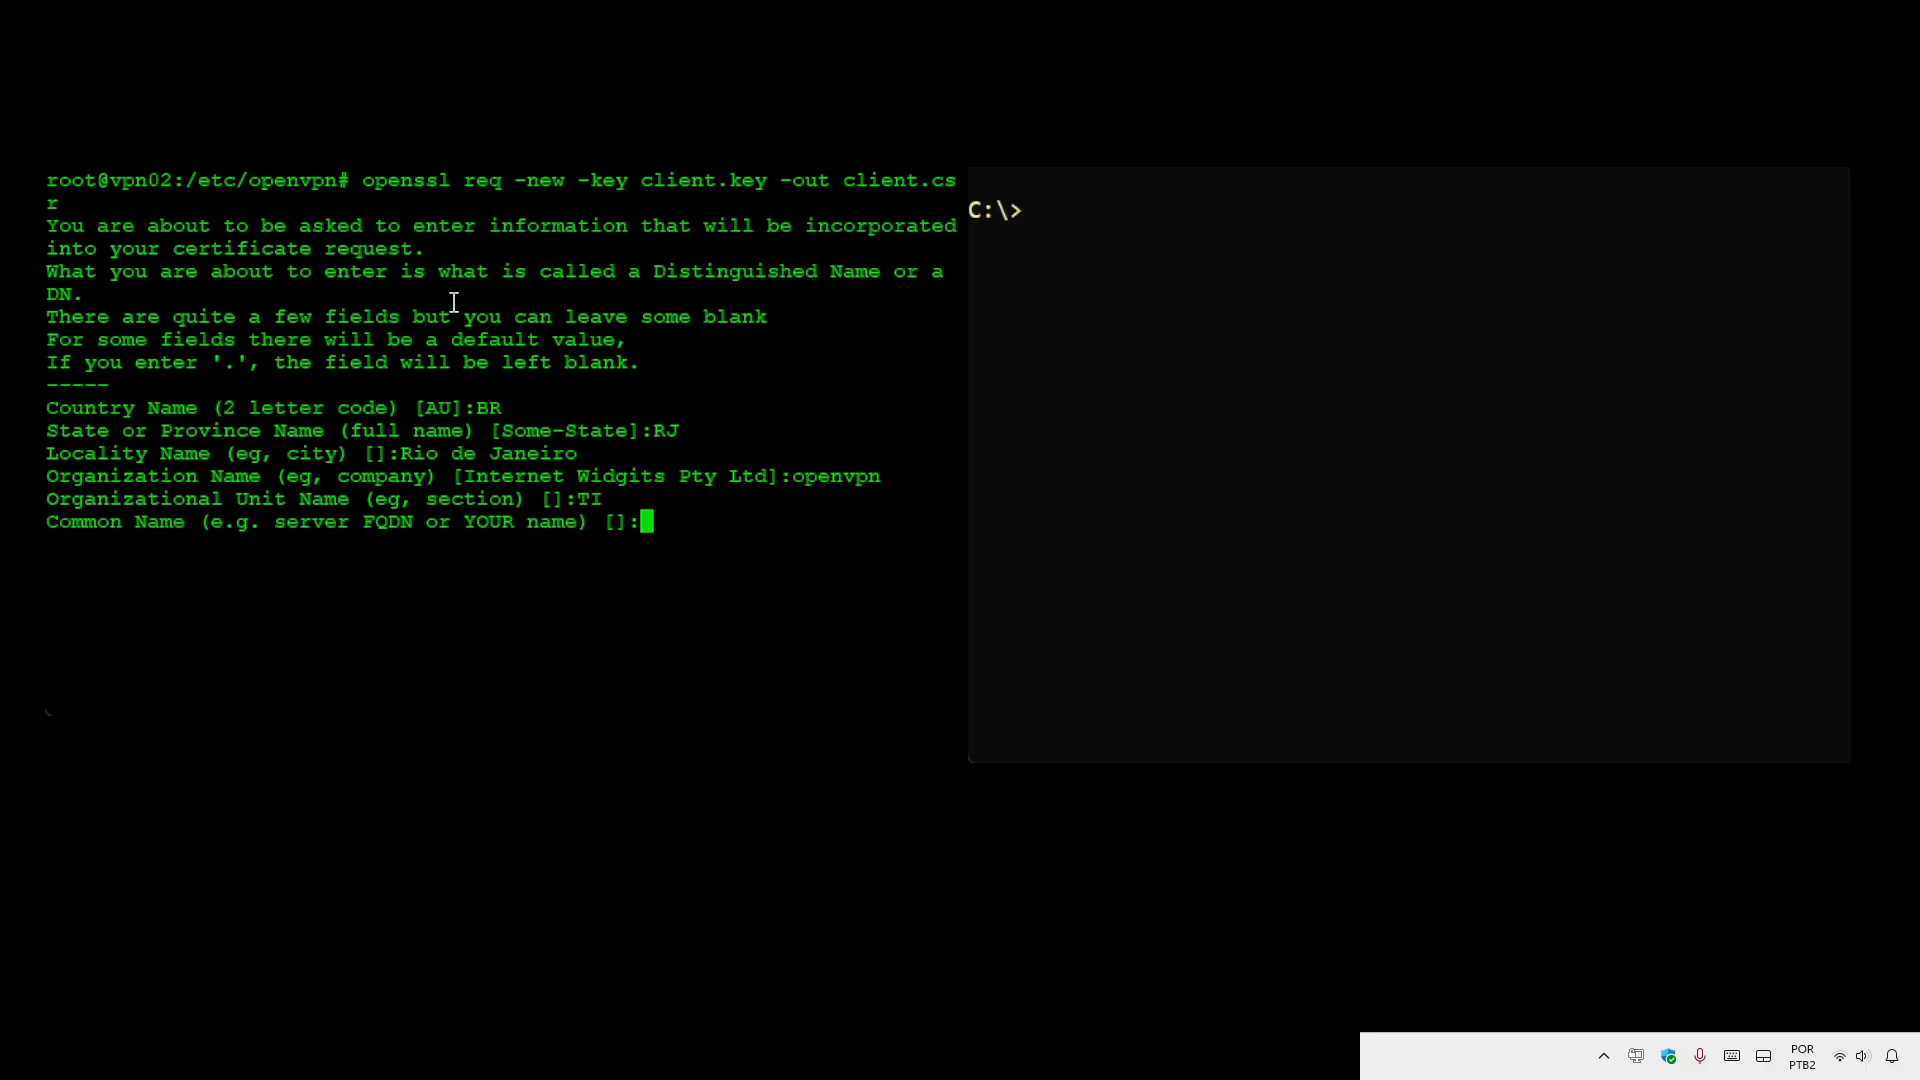 root@vpn02:/etc/openvpn# openssl req -new -key client.key -out client.cs
r
You are about to be asked to enter information that will be incorporated
into your certificate request.
What you are about to enter is what is called a Distinguished Name or a
DN.
There are quite a few fields but you can leave some blank
For some fields there will be a default value,
If you enter '.', the field will be left blank.
-----
Country Name (2 letter code) [AU]:BR
State or Province Name (full name) [Some-State]:RJ
Locality Name (eg, city) []:Rio de Janeiro
Organization Name (eg, company) [Internet Widgits Pty Ltd]:openvpn
Organizational Unit Name (eg, section) []:TI
Common Name (e.g. server FQDN or YOUR name) []:
C:\>
POR
PTB2